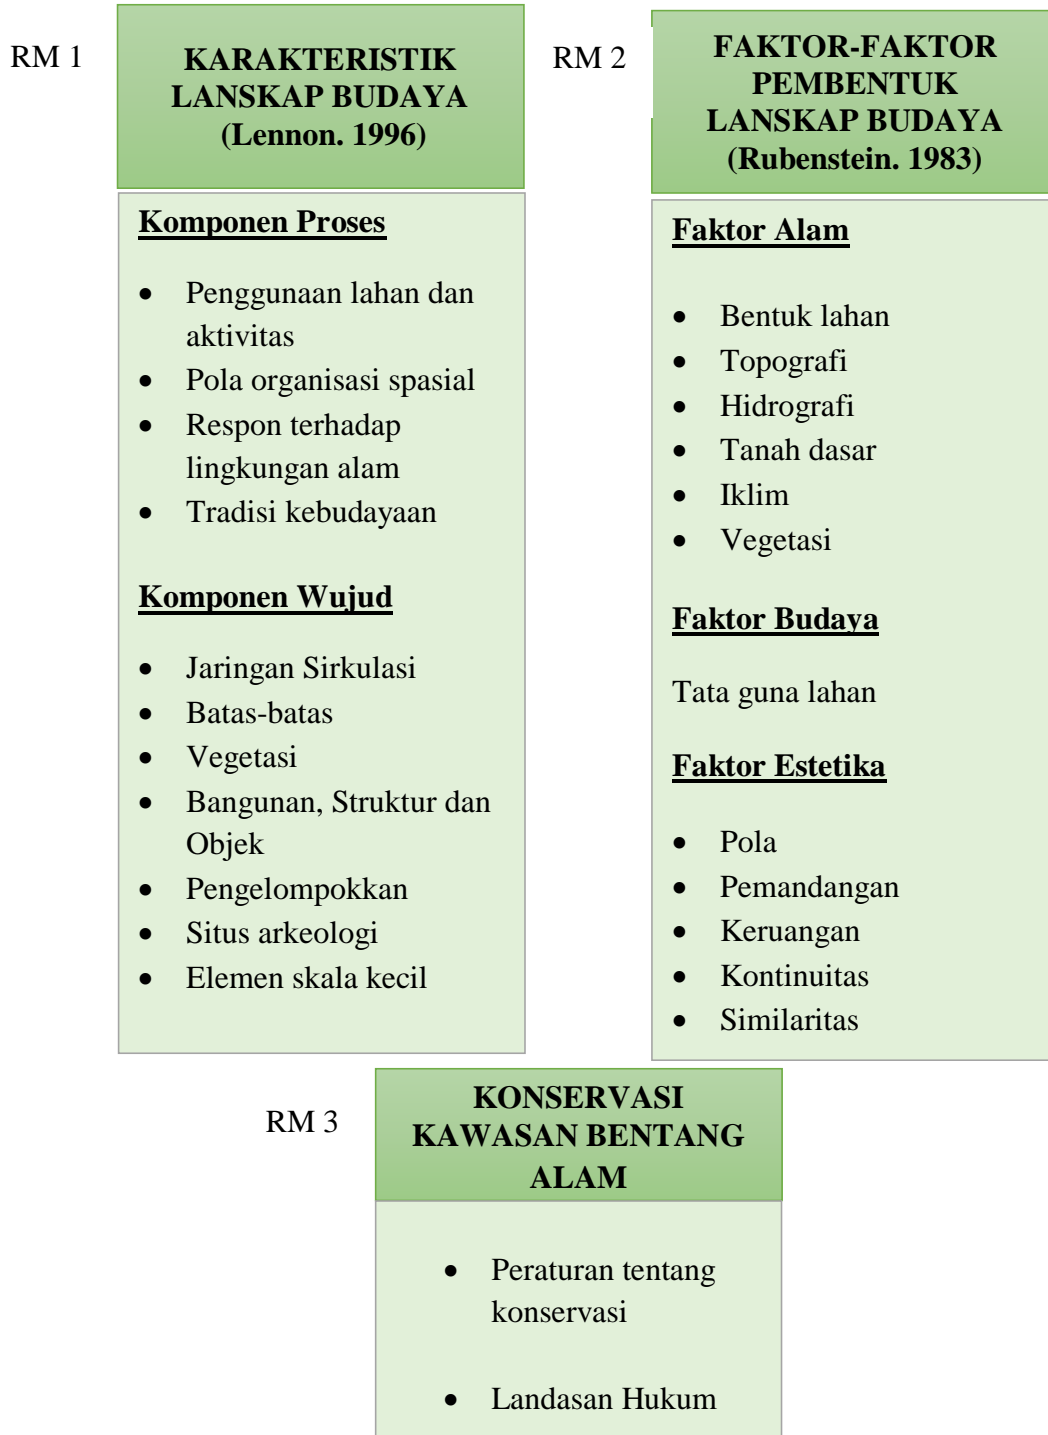 RM 1
KARAKTERISTIK
LANSKAP BUDAYA
(Lennon. 1996)
Komponen Proses
• Penggunaan lahan dan
aktivitas
• Pola organisasi spasial
• Respon terhadap
lingkungan alam
• Tradisi kebudayaan
Komponen Wujud
• Jaringan Sirkulasi
• Batas-batas
• Vegetasi
• Bangunan, Struktur dan
Objek
• Pengelompokkan
• Situs arkeologi
• Elemen skala kecil
RM 2
FAKTOR-FAKTOR
PEMBENTUK
LANSKAP BUDAYA
(Rubenstein. 1983)
Faktor Alam
• Bentuk lahan
• Topografi
• Hidrografi
• Tanah dasar
• Iklim
• Vegetasi
Faktor Budaya
Tata guna lahan
Faktor Estetika
• Pola
• Pemandangan
• Keruangan
• Kontinuitas
• Similaritas
RM 3
KONSERVASI
KAWASAN BENTANG
ALAM
• Peraturan tentang
konservasi
• Landasan Hukum